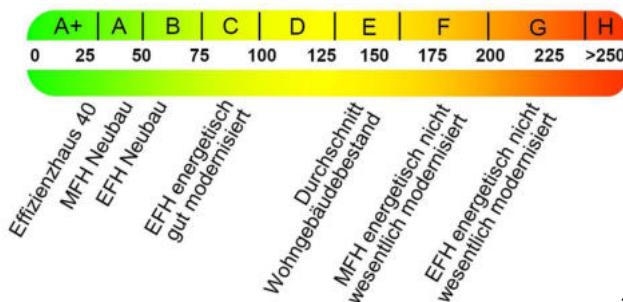 A+ A B C D E F G H
0 25 50 75 100 125 150 175 200 225 >250
Effizienzhaus 40
MFH Neubau
EFH Neubau
EFH energetisch
gut modernisiert
Durchschnitt
Wohngebäudebestand
MFH energetisch nicht
wesentlich modernisiert
EFH energetisch nicht
wesentlich modernisiert